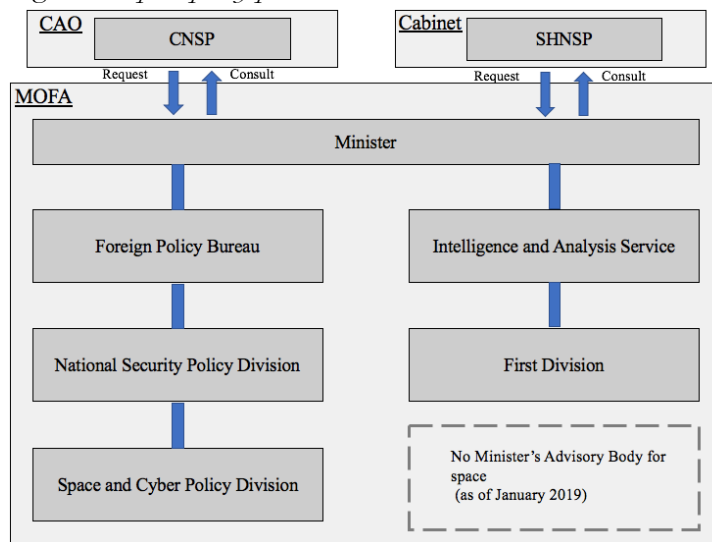 CAO
CNSP
Cabinet
SHNSP
Request
Consult
Request
Consult
MOFA
Minister
Foreign Policy Bureau
Intelligence and Analysis Service
National Security Policy Division
First Division
Space and Cyber Policy Division
No Minister's Advisory Body for
space
(as of January 2019)